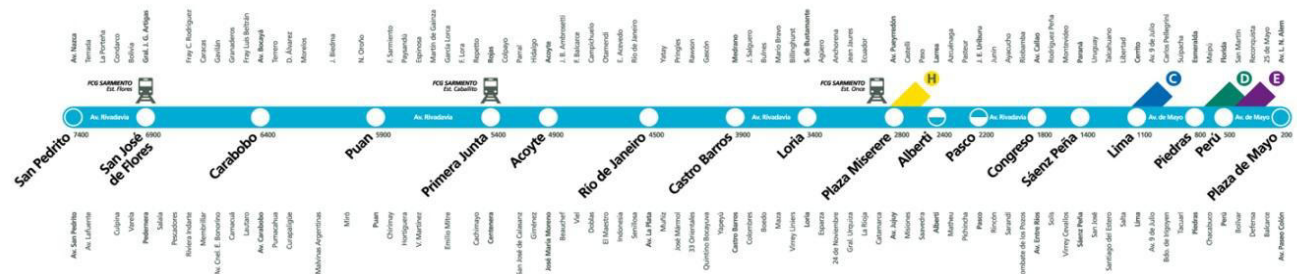 Av. Nazca
Terrada
La Porteña
Condarco
Bolivia
Gral. J. G. Artigas
Fray C. Rodríguez
Caracas
Gavilán
Granaderos
Fray Luis Beltrán
Av. Boyacá
Terrero
D. Álvarez
Morelos
J. Biedma
N. Oroño
F. Sarmiento
Paysandú
Espinosa
Martín de Gainza
García Lorca
F. Lora
Repetto
Rojas
Colpayo
Parral
Hidalgo
Acoyte
J. B. Ambrosetti
F. Balcarce
Campichuelo
Otamendi
E. Acevedo
Río de Janeiro
Yatay
Pringles
Rawson
Gascón
Medrano
J. Salguero
Bulnes
Mario Bravo
Billinghurst
S. de Bustamante
Agüero
Anchorena
Jean Jaures
Ecuador
Av. Pueyrredón
Castelli
Paso
Larrea
Azcuénaga
Pasteur
J. E. Uriburu
Junín
Ayacucho
Riobamba
Av. Callao
Rodríguez Peña
Montevideo
Paraná
Uruguay
Talcahuano
Libertad
Cerrito
Av. 9 de Julio
Carlos Pellegrini
Suipacha
Esmeralda
Maipú
Florida
San Martín
Reconquista
25 de Mayo
Av. L. N. Alem
FCG SARMIENTO
Est. Flores
FCG SARMIENTO
Est. Caballito
FCG SARMIENTO
Est. Once
H
C
D
E
Av. Rivadavia
Av. Rivadavia
Av. Rivadavia
Av. Rivadavia
Av. de Mayo
Av. de Mayo
7400
6900
6400
5900
5400
4900
4500
3900
3400
2800
2400
2200
1800
1400
1100
800
500
200
San Pedrito
San José
de Flores
Carabobo
Puan
Primera Junta
Acoyte
Río de Janeiro
Castro Barros
Loria
Plaza Miserere
Alberti
Pasco
Congreso
Sáenz Peña
Lima
Piedras
Perú
Plaza de Mayo
Av. San Pedrito
Av. Lafuente
Culpina
Varela
Pedernera
Salala
Pescadores
Rivera Indarte
Membrillar
Av. Cnel. E. Bonorino
Camacuá
Lautaro
Av. Carabobo
Pumacahua
Curapaligüe
Malvinas Argentinas
Miró
Puan
Chirimay
Hortiguera
V. Martínez
Emilio Mitre
Cachimayo
Centenera
San José de Calasanz
Giménez
José María Moreno
Beauchef
Viel
Doblas
El Maestro
Indonesia
Senillosa
Av. La Plata
Muñiz
José Mármol
33 Orientales
Quintino Bocayuva
Yapeyú
Castro Barros
Colombres
Boedo
Maza
Virrey Liniers
Loria
Esparza
24 de Noviembre
Gral. Urquiza
La Rioja
Catamarca
Av. Jujuy
Misiones
Saavedra
Alberti
Matheu
Pichincha
Pasco
Rincón
Sarandí
Combate de los Pozos
Av. Entre Ríos
Solís
Virrey Cevallos
Sáenz Peña
San José
Santiago del Estero
Salta
Lima
Av. 9 de Julio
Bdo. de Irigoyen
Tacuarí
Piedras
Chacabuco
Perú
Bolívar
Defensa
Balcarce
Av. Paseo Colón